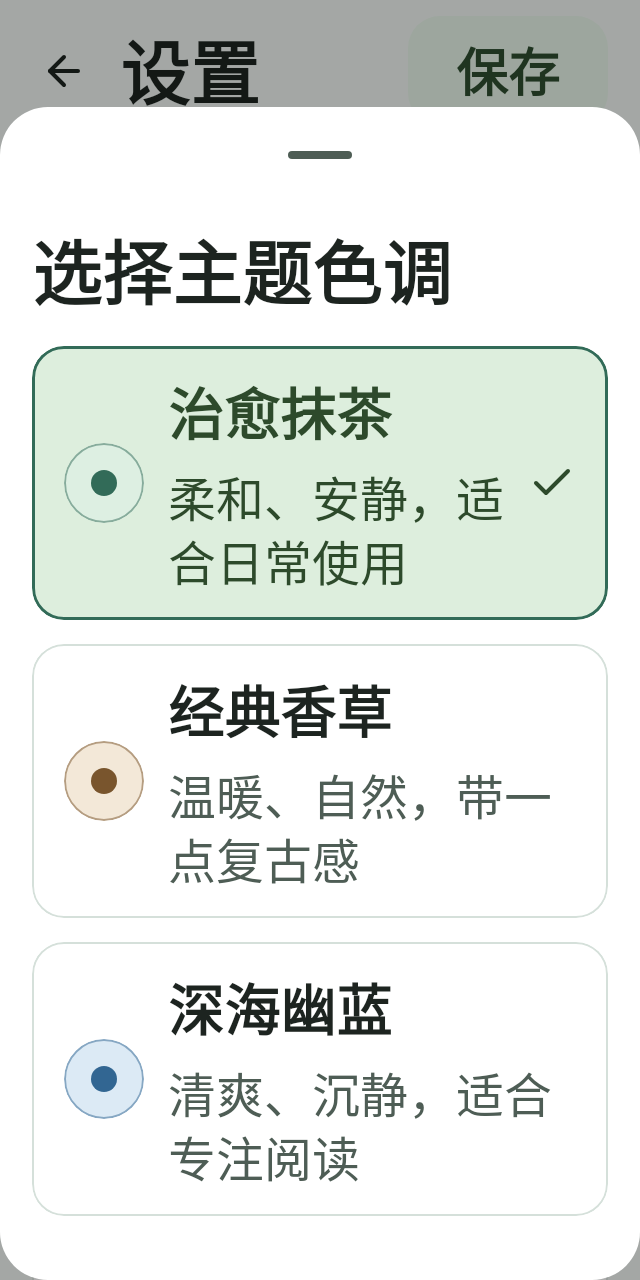 设置
保存
选择主题色调
治愈抹茶
柔和、安静，适
合日常使用
经典香草
温暖、自然，带一
点复古感
深海幽蓝
清爽、沉静，适合
专注阅读